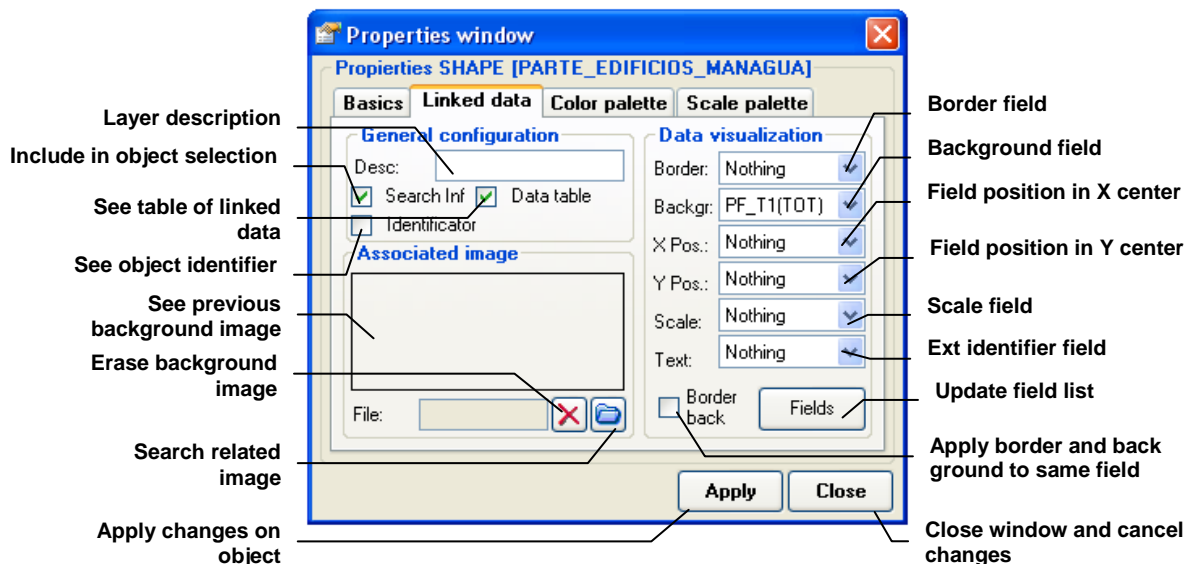 Properties window
Propierties SHAPE [PARTE_EDIFICIOS_MANAGUA]
Basics Linked data Color palette Scale palette
General configuration
Desc:
Search Inf Data table
Identificator
Associated image
File:
Data visualization
Border: Nothing
Backgr: PF_T1(TOT)
X Pos.: Nothing
Y Pos.: Nothing
Scale: Nothing
Text: Nothing
Border
back
Fields
Apply Close
Layer description
Include in object selection
See table of linked
data
See object identifier
See previous
background image
Erase background
image
Search related
image
Apply changes on
object
Border field
Background field
Field position in X center
Field position in Y center
Scale field
Ext identifier field
Update field list
Apply border and back
ground to same field
Close window and cancel
changes